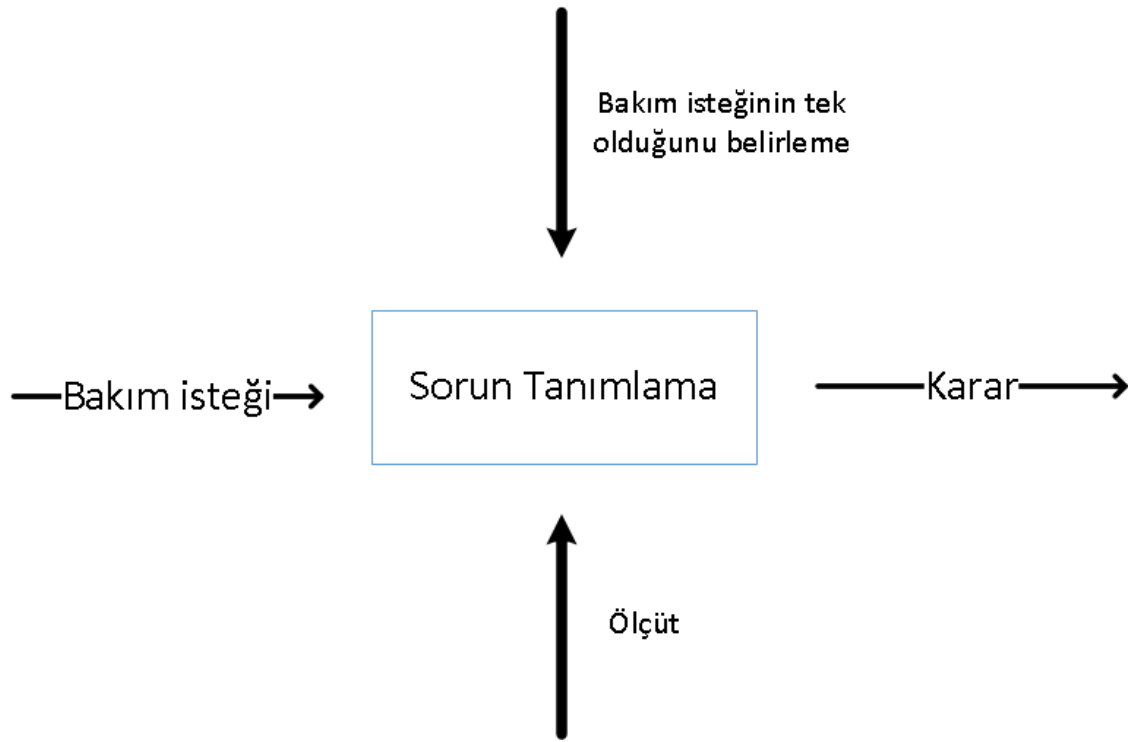 Bakım isteğinin tek
olduğunu belirleme
Bakım isteği
Sorun Tanımlama
Karar
Ölçüt